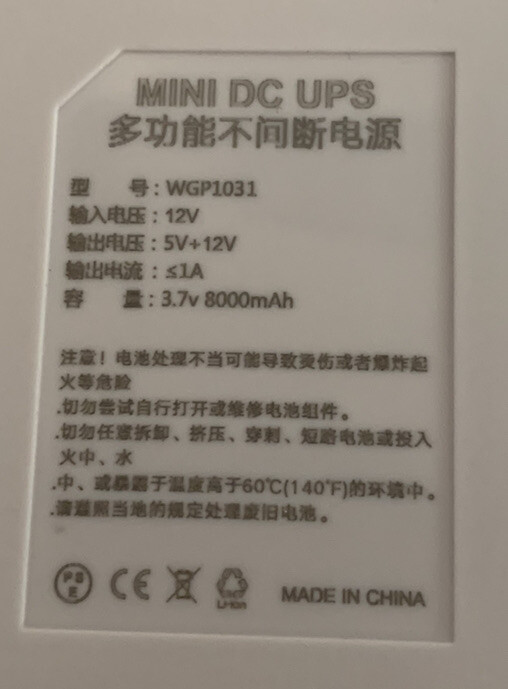 MINI DC UPS
多功能不间断电源
型 号: WGP1031
输入电压: 12V
输出电压: 5V+12V
输出电流: ≤1A
容 量: 3.7v 8000mAh
注意！电池处理不当可能导致烫伤或者爆炸起
火等危险
.切勿尝试自行打开或维修电池组件。
.切勿任意拆卸、挤压、穿刺、短路电池或投入
火中、水
.中、或暴露于温度高于60℃(140℉)的环境中。
.请遵照当地的规定处理废旧电池。
PS
E
CE
Li-ion
MADE IN CHINA